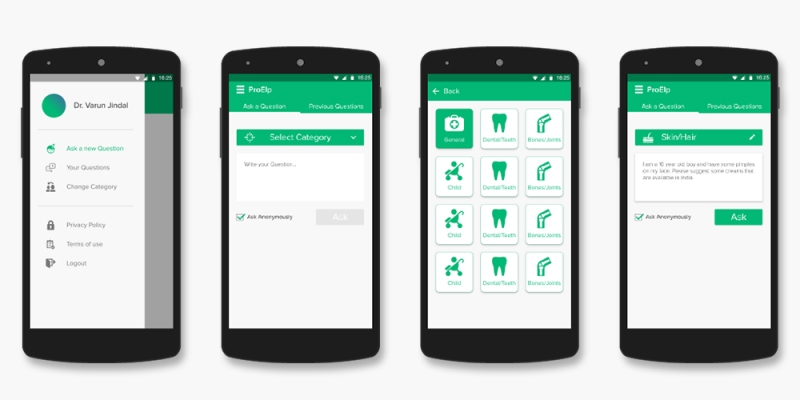 16:25
Dr. Varun Jindal
Ask a new Question
Your Questions
Change Category
Privacy Policy
Terms of use
Logout
16:25
ProElp
Ask a Question
Previous Questions
Select Category
Write your Question...
Ask Anonymously
Ask
16:25
Back
General
Dental/Teeth
Bones/Joints
Child
Dental/Teeth
Bones/Joints
Child
Dental/Teeth
Bones/Joints
Child
Dental/Teeth
Bones/Joints
16:25
ProElp
Ask a Question
Previous Questions
Skin/Hair
I am a 16 year old boy and have some pimples
on my face. Please suggest some creams that
are available in India.
Ask Anonymously
Ask